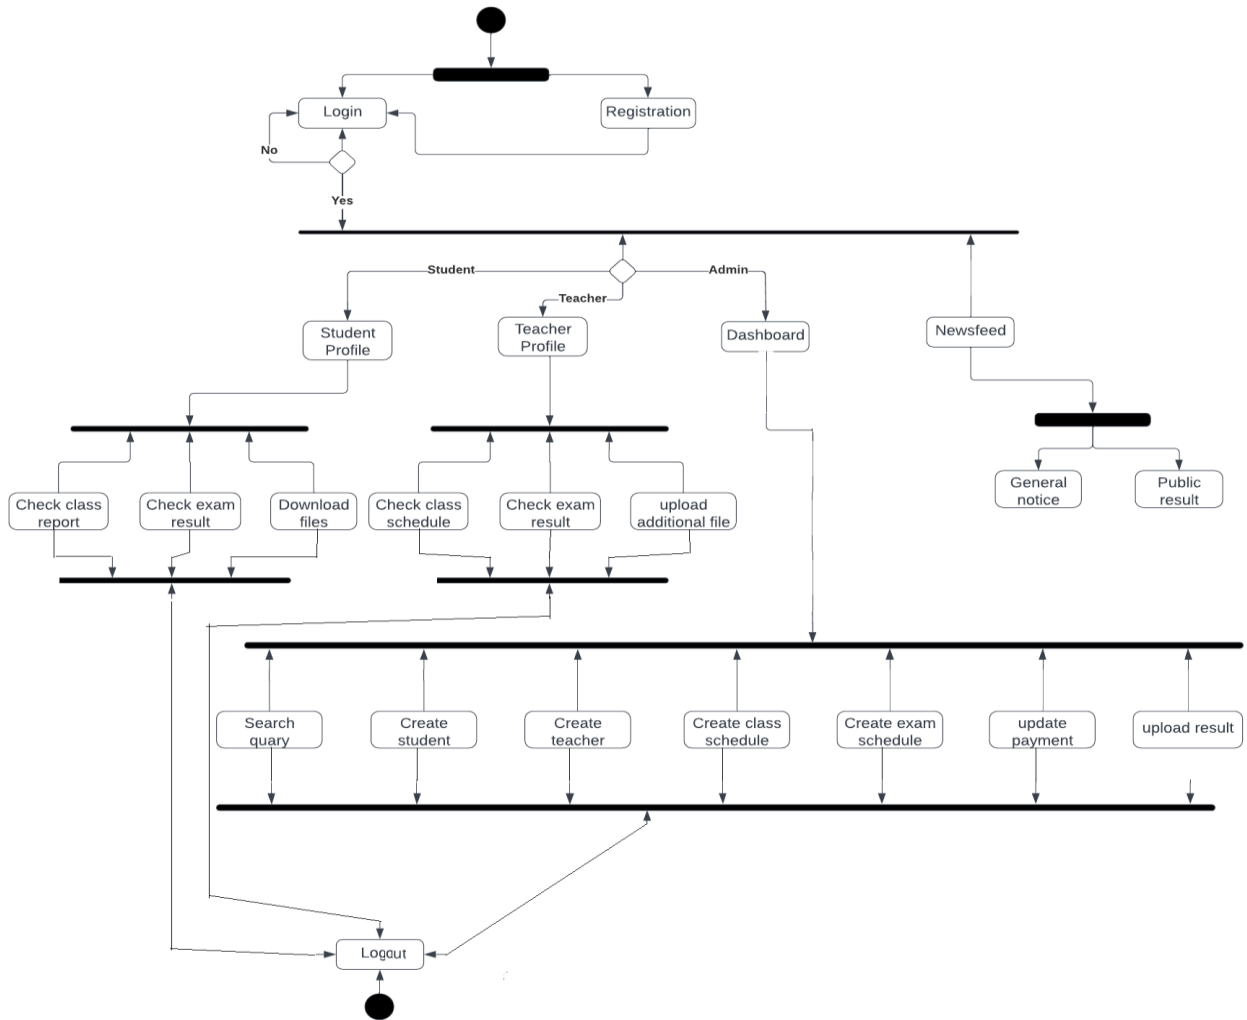 Login
Registration
No
Yes
Student
Admin
Teacher
Student
Profile
Teacher
Profile
Dashboard
Newsfeed
General
notice
Public
result
Check class
report
Check exam
result
Download
files
Check class
schedule
Check exam
result
upload
additional file
Search
quary
Create
student
Create
teacher
Create class
schedule
Create exam
schedule
update
payment
upload result
Logout